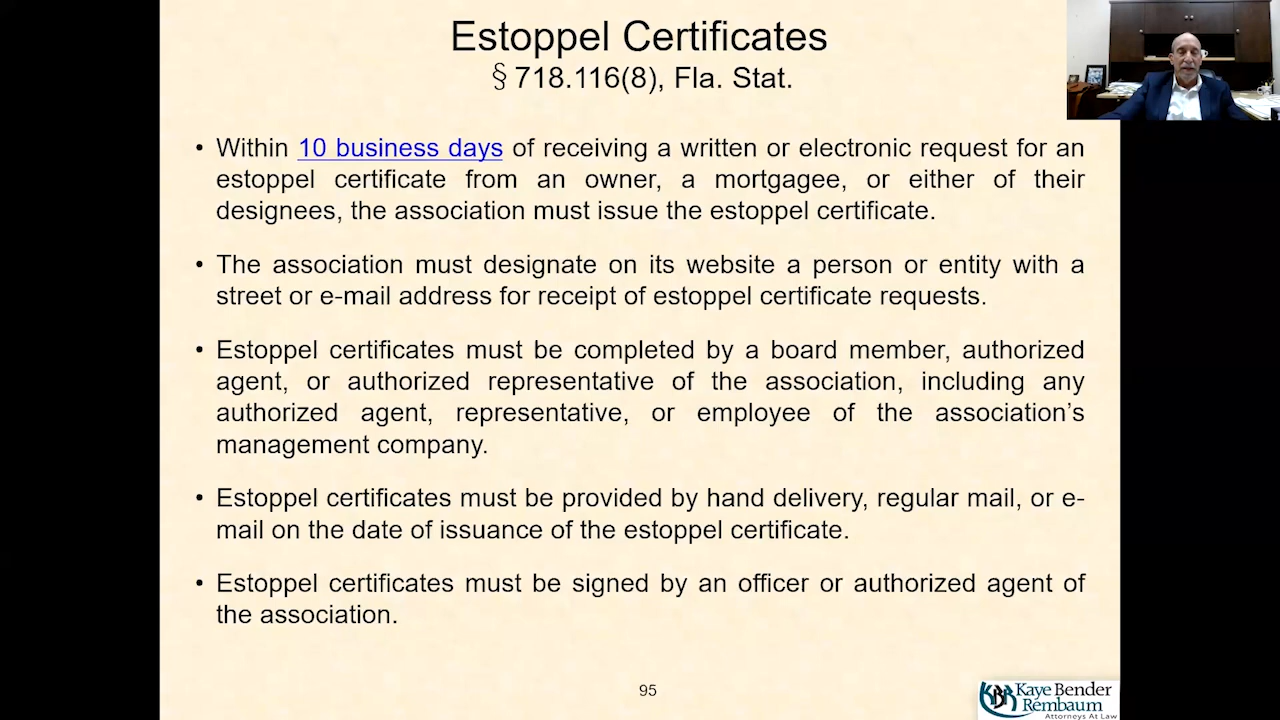 Estoppel Certificates
§ 718.116(8), Fla. Stat.
• Within 10 business days of receiving a written or electronic request for an
estoppel certificate from an owner, a mortgagee, or either of their
designees, the association must issue the estoppel certificate.
• The association must designate on its website a person or entity with a
street or e-mail address for receipt of estoppel certificate requests.
• Estoppel certificates must be completed by a board member, authorized
agent, or authorized representative of the association, including any
authorized agent, representative, or employee of the association’s
management company.
• Estoppel certificates must be provided by hand delivery, regular mail, or e-
mail on the date of issuance of the estoppel certificate.
• Estoppel certificates must be signed by an officer or authorized agent of
the association.
95
KBR Kaye Bender
Rembaum
Attorneys At Law